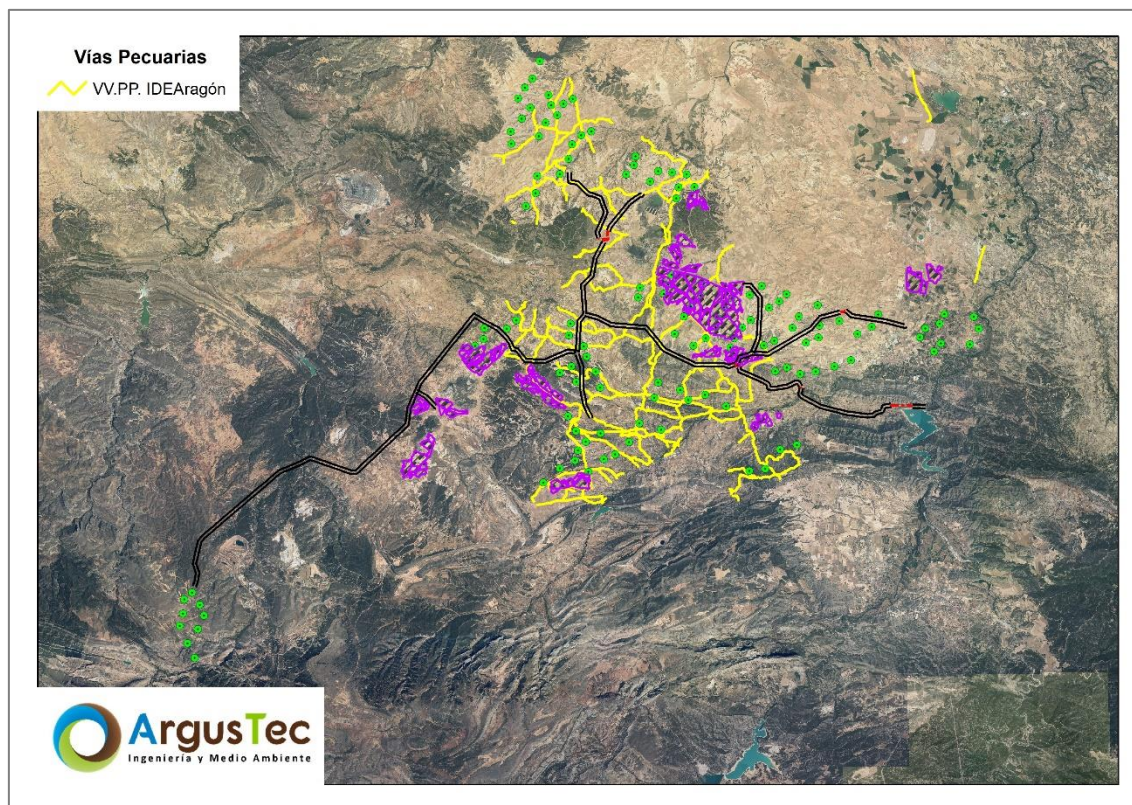 Vías Pecuarias
VV.PP. IDEAragón
ArgusTec
Ingeniería y Medio Ambiente